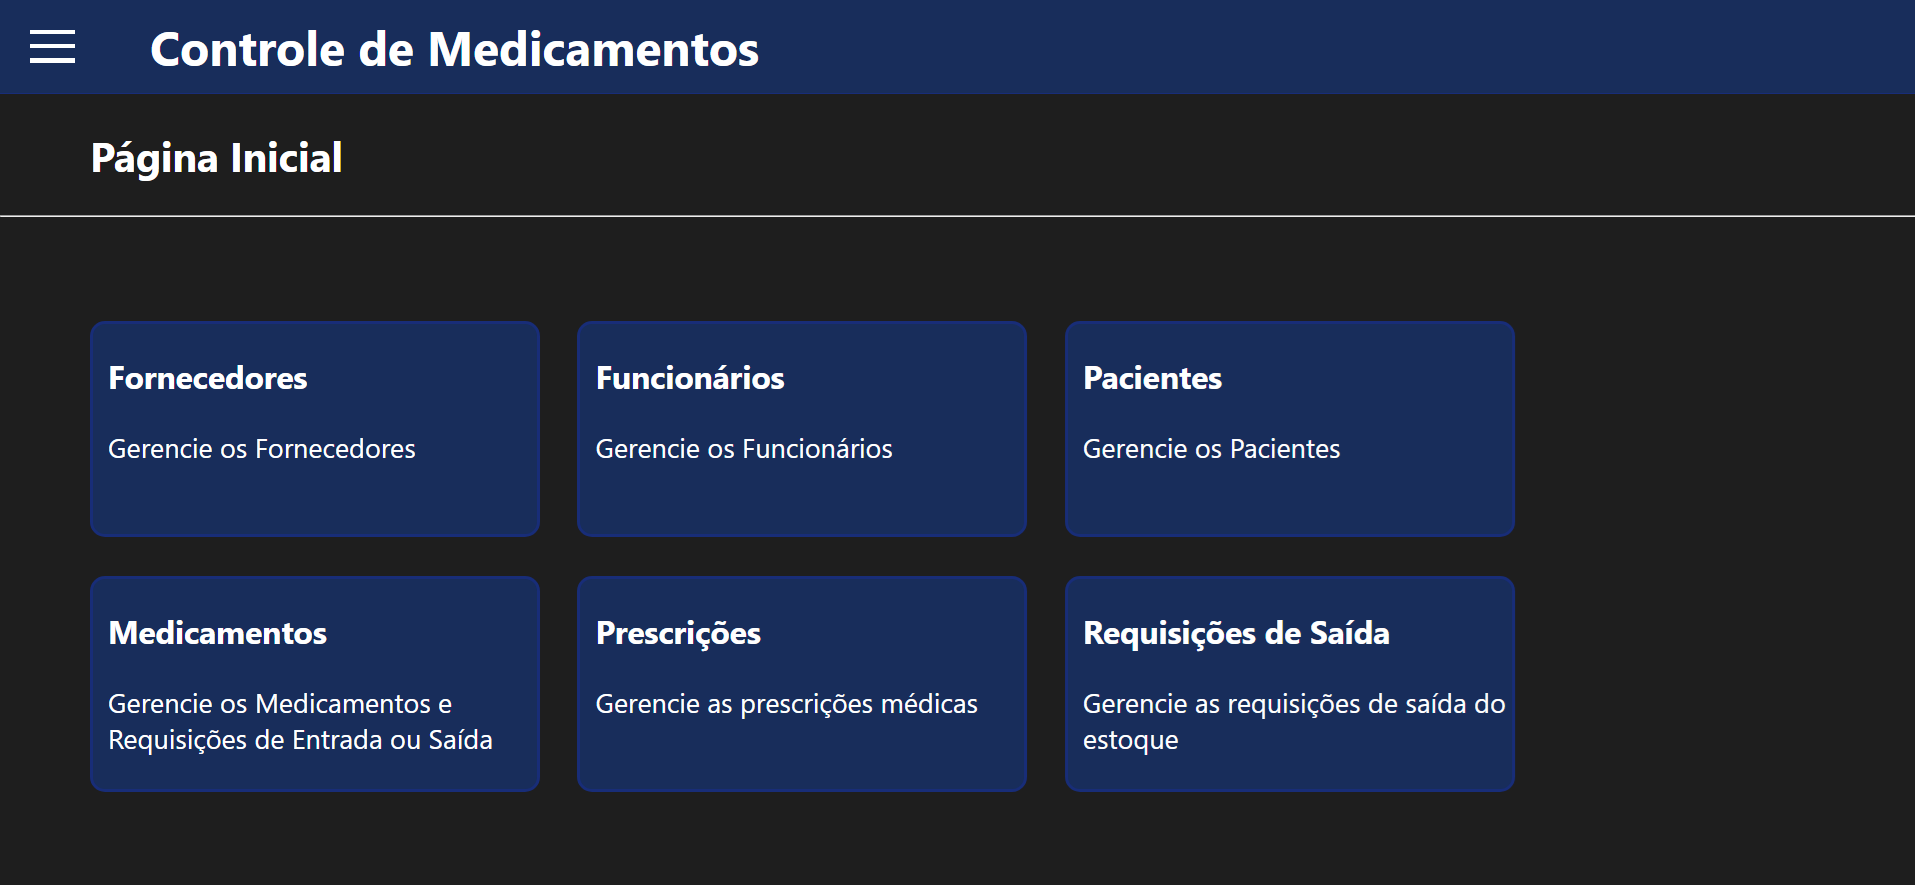 Controle de Medicamentos
Página Inicial
Fornecedores
Gerencie os Fornecedores
Funcionários
Gerencie os Funcionários
Pacientes
Gerencie os Pacientes
Medicamentos
Gerencie os Medicamentos e
Requisições de Entrada ou Saída
Prescrições
Gerencie as prescrições médicas
Requisições de Saída
Gerencie as requisições de saída do
estoque